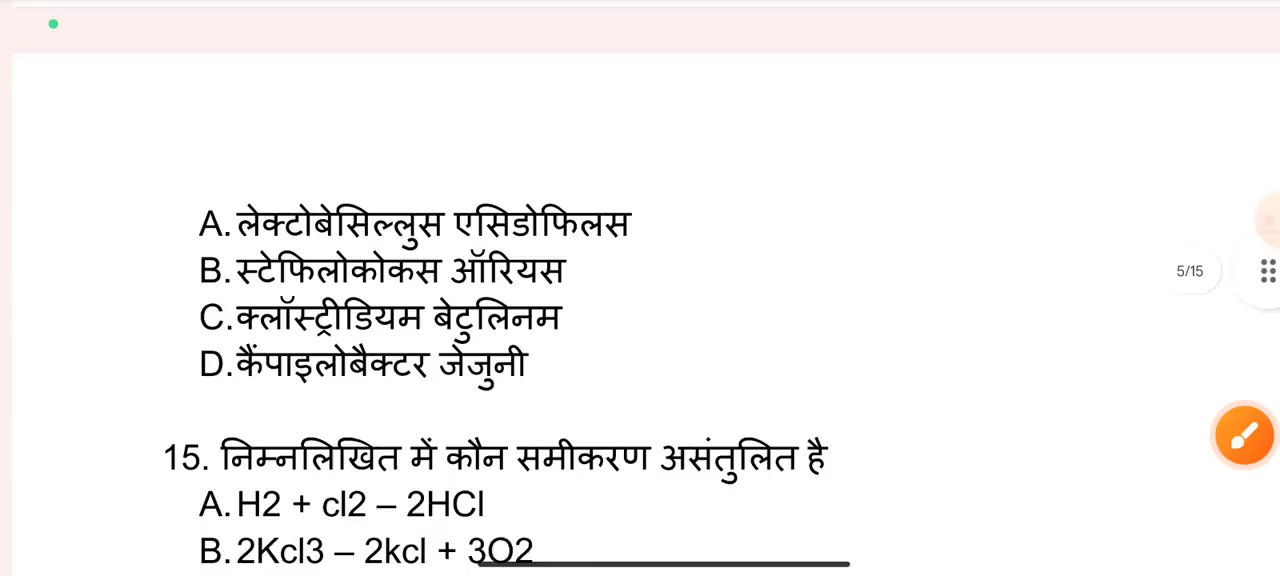 A. लेक्टोबेसिल्लुस एसिडोफिलस
B. स्टेफिलोकोकस ऑरियस
C. क्लॉस्ट्रीडियम बेटुलिनम
D. कैंपाइलोबैक्टर जेजुनी
5/15
15. निम्नलिखित में कौन समीकरण असंतुलित है
A. H2 + cl2 – 2HCl
B. 2Kcl3 – 2kcl + 3O2